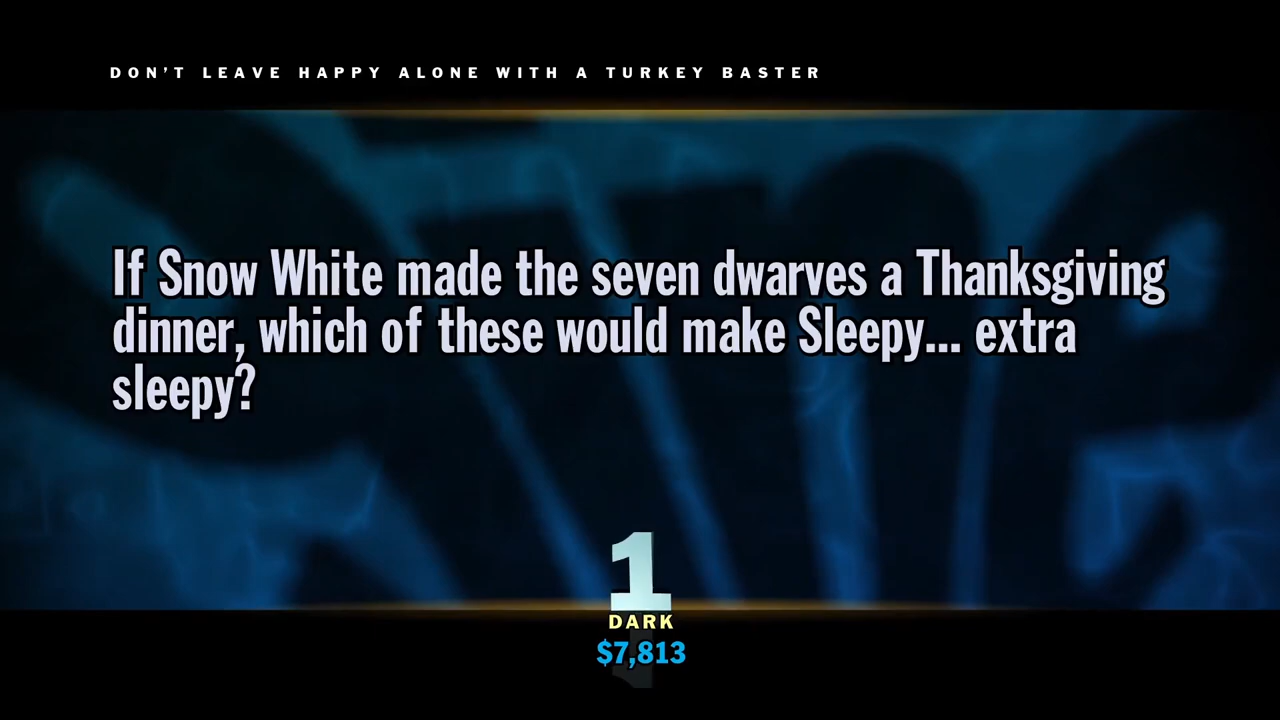 DON'T LEAVE HAPPY ALONE WITH A TURKEY BASTER
If Snow White made the seven dwarves a Thanksgiving
dinner, which of these would make Sleepy... extra
sleepy?
1
DARK
$7,813